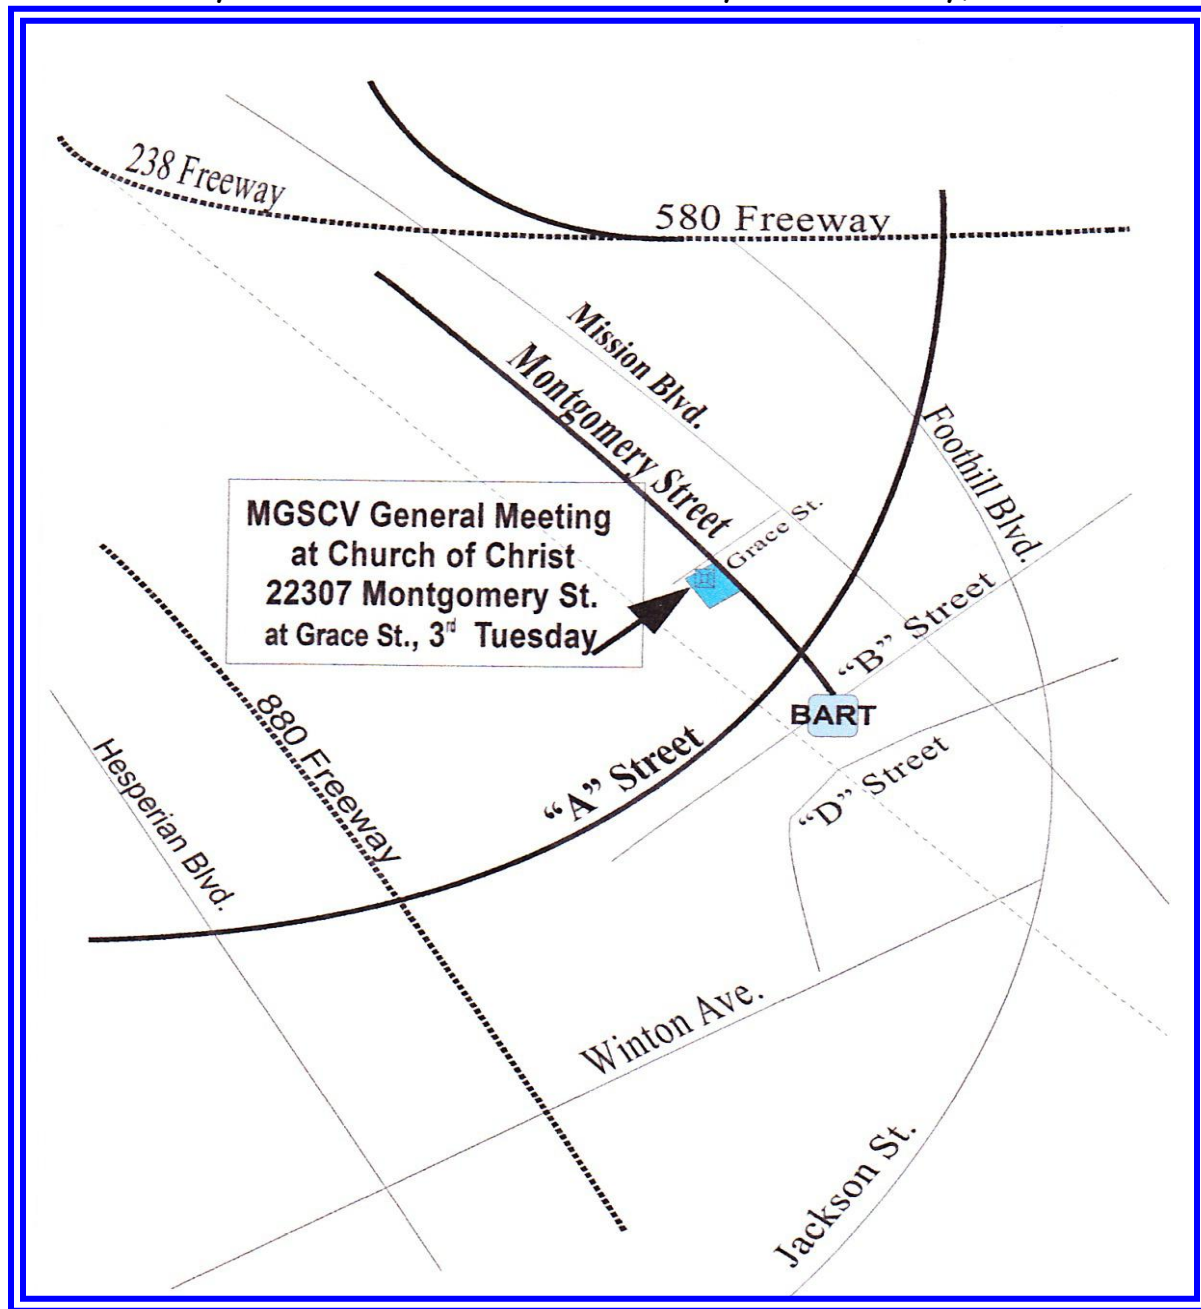 238 Freeway
580 Freeway
Mission Blvd.
Montgomery Street
Foothill Blvd.
Grace St.
MGSCV General Meeting
at Church of Christ
22307 Montgomery St.
at Grace St., 3rd Tuesday
“B” Street
BART
880 Freeway
“A” Street
“D” Street
Hesperian Blvd.
Winton Ave.
Jackson St.